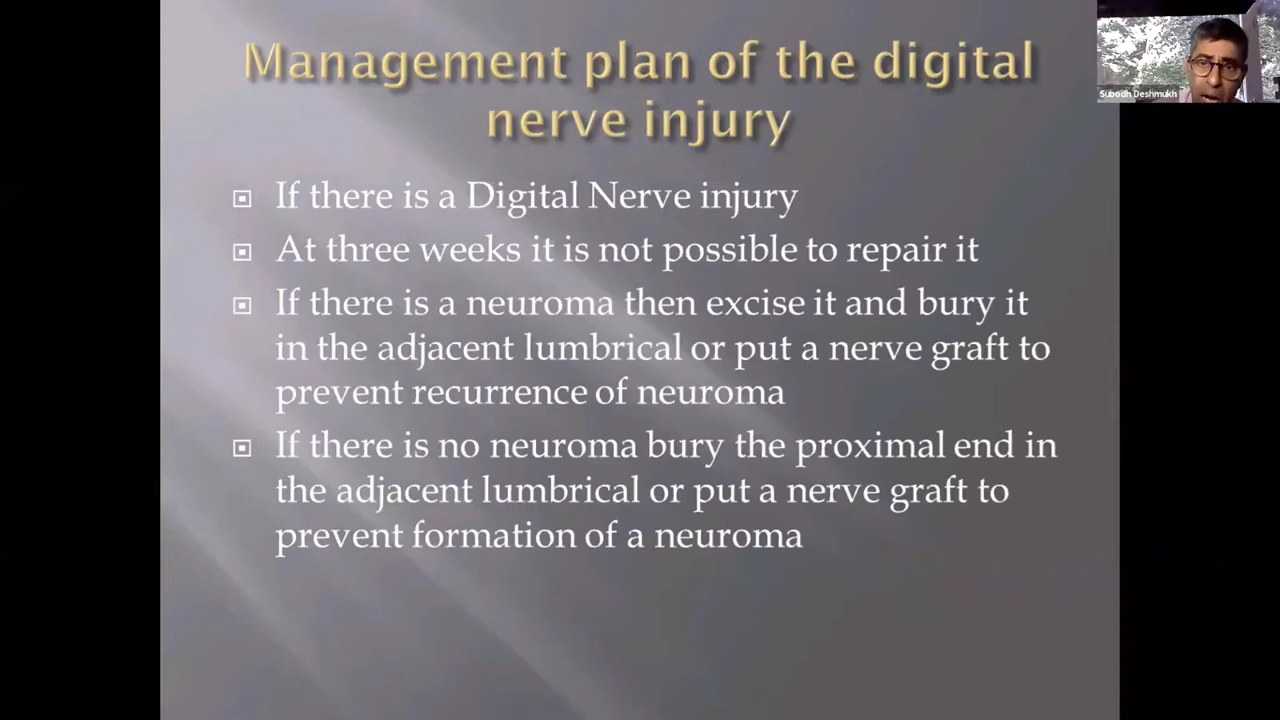 Management plan of the digital
nerve injury
If there is a Digital Nerve injury
At three weeks it is not possible to repair it
If there is a neuroma then excise it and bury it
in the adjacent lumbrical or put a nerve graft to
prevent recurrence of neuroma
If there is no neuroma bury the proximal end in
the adjacent lumbrical or put a nerve graft to
prevent formation of a neuroma
Subodh Deshmukh